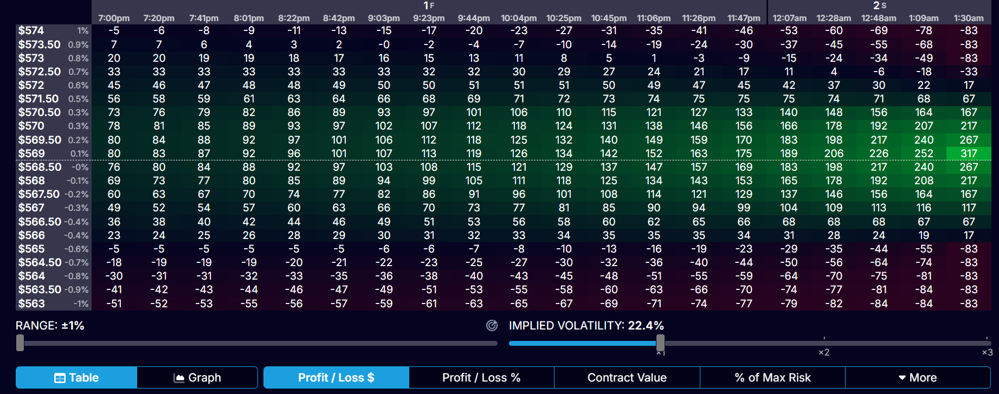 1 F 2 S
7:00pm 7:20pm 7:41pm 8:01pm 8:22pm 8:42pm 9:03pm 9:23pm 9:44pm 10:04pm 10:25pm 10:45pm 11:06pm 11:26pm 11:47pm 12:07am 12:28am 12:48am 1:09am 1:30am
$574 1% -5 -6 -8 -9 -11 -13 -15 -17 -20 -23 -27 -31 -35 -41 -46 -53 -60 -69 -78 -83
$573.50 0.9% 7 7 6 4 3 2 -0 -2 -4 -7 -10 -14 -19 -24 -30 -37 -45 -55 -68 -83
$573 0.8% 20 20 19 19 18 17 16 15 13 11 8 5 1 -3 -9 -15 -24 -34 -49 -83
$572.50 0.7% 33 33 33 33 33 33 33 32 32 30 29 27 24 21 17 11 4 -6 -18 -33
$572 0.6% 45 46 47 48 48 49 50 50 51 51 51 50 49 47 45 42 37 30 22 17
$571.50 0.5% 56 58 59 61 63 64 66 68 69 71 72 73 74 75 75 75 74 71 68 67
$570.50 0.3% 73 76 79 82 86 89 93 97 101 106 110 115 121 127 133 140 148 156 164 167
$570 0.3% 78 81 85 89 93 97 102 107 112 118 124 131 138 146 156 166 178 192 207 217
$569.50 0.2% 80 84 88 92 97 101 106 112 118 125 132 140 149 159 170 183 198 217 240 267
$569 0.1% 80 83 87 92 96 101 107 113 119 126 134 142 152 163 175 189 206 226 252 317
$568.50 -0% 76 80 84 88 92 97 103 108 115 121 129 137 147 157 169 183 198 217 240 267
$568 -0.1% 69 73 77 80 85 89 94 99 105 111 118 125 134 143 153 165 178 192 208 217
$567.50 -0.2% 60 63 67 70 74 77 82 86 91 96 101 108 114 121 129 137 146 156 164 167
$567 -0.3% 49 52 54 57 60 63 66 70 73 77 81 85 90 94 99 104 109 113 116 117
$566.50 -0.4% 36 38 40 42 44 46 49 51 53 56 58 60 62 65 66 68 68 68 67 67
$566 -0.4% 23 24 25 26 28 29 30 31 32 33 34 35 35 35 34 31 28 24 19 17
$565 -0.6% -5 -5 -5 -5 -5 -5 -6 -6 -7 -8 -10 -13 -16 -19 -23 -29 -35 -44 -55 -83
$564.50 -0.7% -18 -19 -19 -19 -20 -21 -22 -23 -25 -27 -30 -32 -36 -40 -44 -50 -56 -64 -74 -83
$564 -0.8% -30 -31 -31 -32 -33 -35 -36 -38 -40 -43 -45 -48 -51 -55 -59 -64 -70 -75 -81 -83
$563.50 -0.9% -41 -42 -43 -44 -46 -47 -49 -51 -53 -55 -58 -60 -63 -66 -70 -74 -77 -81 -84 -83
$563 -1% -51 -52 -53 -55 -56 -57 -59 -61 -63 -65 -67 -69 -71 -74 -77 -79 -82 -84 -84 -83
RANGE: ±1% IMPLIED VOLATILITY: 22.4%
×1 ×2 ×3
Table Graph Profit / Loss $ Profit / Loss % Contract Value % of Max Risk More